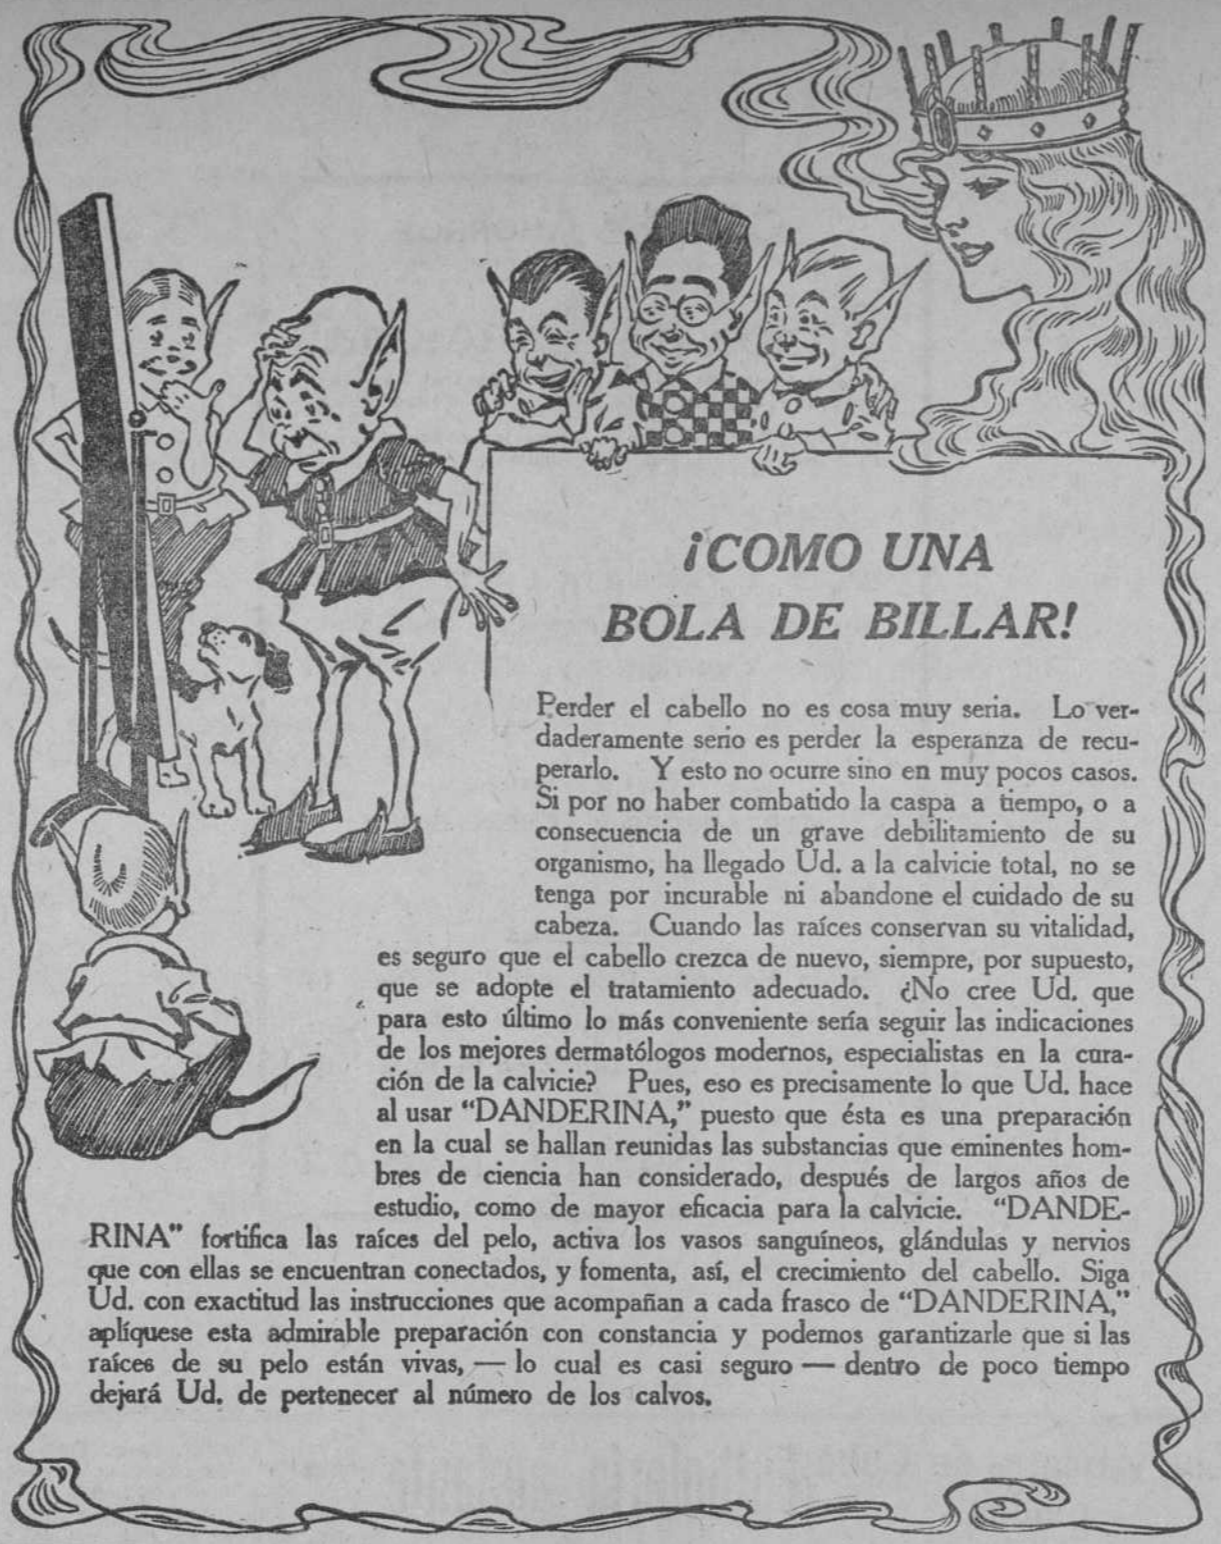 ¡COMO UNA
BOLA DE BILLAR!
Perder el cabello no es cosa muy seria. Lo ver-
daderamente serio es perder la esperanza de recu-
perarlo. Y esto no ocurre sino en muy pocos casos.
Si por no haber combatido la caspa a tiempo, o a
consecuencia de un grave debilitamiento de su
organismo, ha llegado Ud. a la calvicie total, no se
tenga por incurable ni abandone el cuidado de su
cabeza. Cuando las raíces conservan su vitalidad,
es seguro que el cabello crezca de nuevo, siempre, por supuesto,
que se adopte el tratamiento adecuado. ¿No cree Ud. que
para esto último lo más conveniente sería seguir las indicaciones
de los mejores dermatólogos modernos, especialistas en la cura-
ción de la calvicie? Pues, eso es precisamente lo que Ud. hace
al usar “DANDERINA,” puesto que ésta es una preparación
en la cual se hallan reunidas las substancias que eminentes hom-
bres de ciencia han considerado, después de largos años de
estudio, como de mayor eficacia para la calvicie. “DANDE-
RINA” fortifica las raíces del pelo, activa los vasos sanguíneos, glándulas y nervios
que con ellas se encuentran conectados, y fomenta, así, el crecimiento del cabello. Siga
Ud. con exactitud las instrucciones que acompañan a cada frasco de “DANDERINA,”
aplíquese esta admirable preparación con constancia y podemos garantizarle que si las
raíces de su pelo están vivas, — lo cual es casi seguro — dentro de poco tiempo
dejará Ud. de pertenecer al número de los calvos.